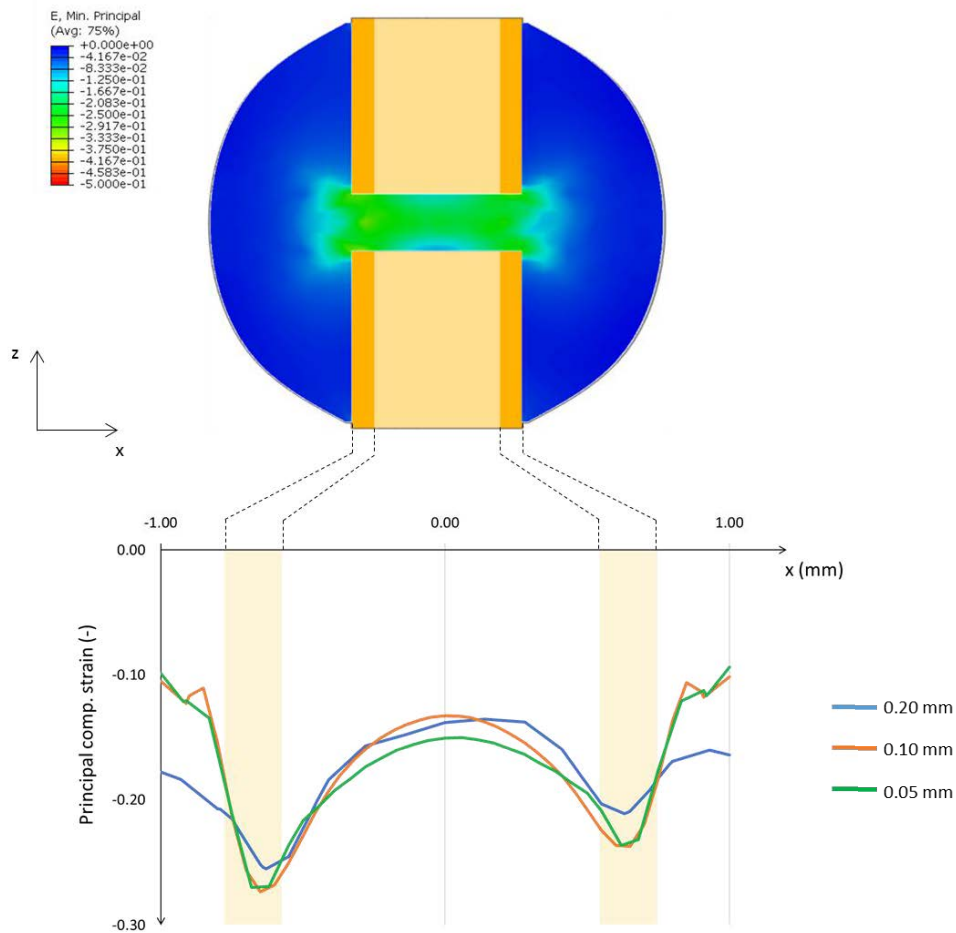 E, Min. Principal
(Avg: 75%)
+0.000e+00
-4.167e-02
-8.333e-02
-1.250e-01
-1.667e-01
-2.083e-01
-2.500e-01
-2.917e-01
-3.333e-01
-3.750e-01
-4.167e-01
-4.583e-01
-5.000e-01
z
x
-1.00
0.00
1.00
0.00
x (mm)
-0.10
-0.20
-0.30
Principal comp. strain (-)
0.20 mm
0.10 mm
0.05 mm